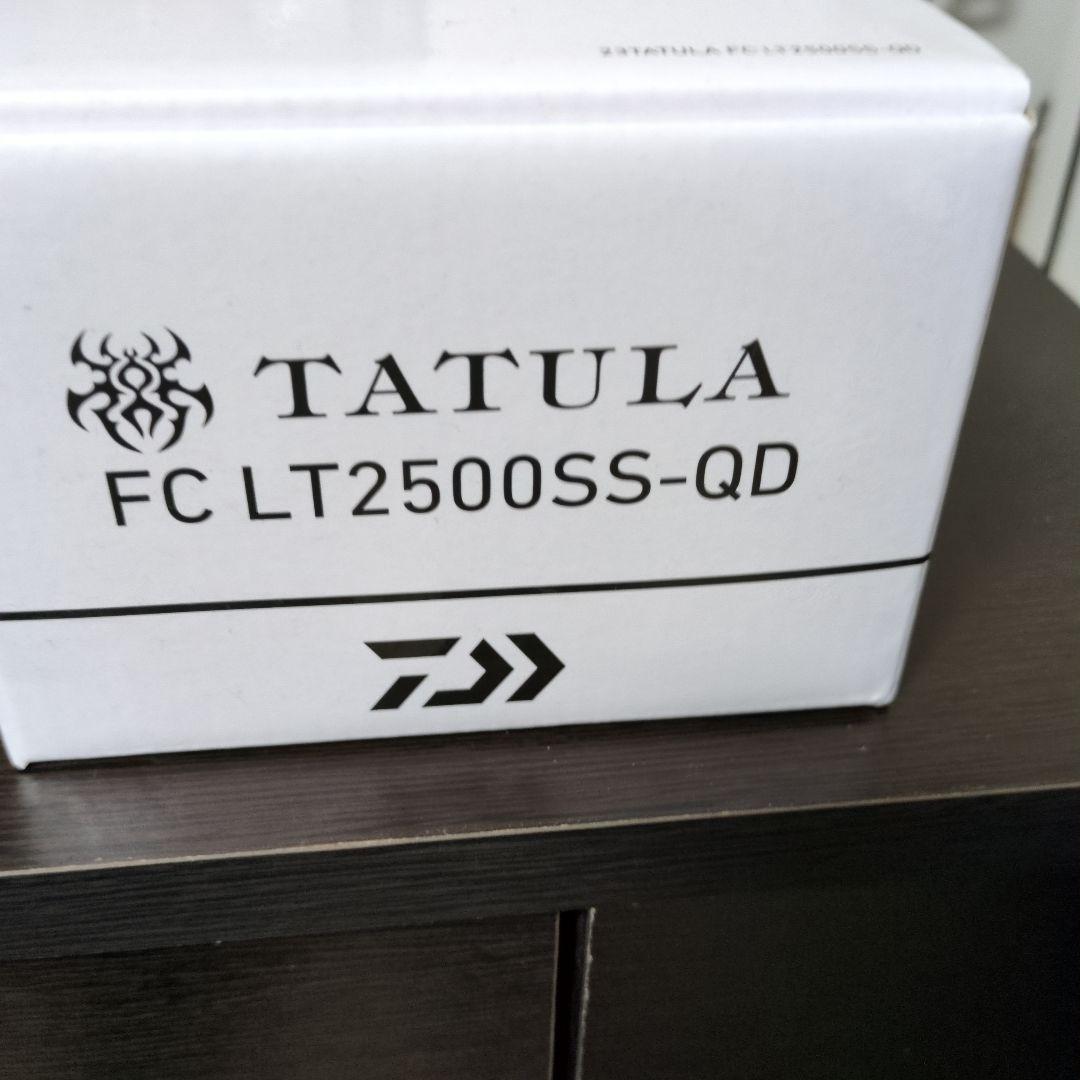 23TATULA FC LT2500SS-QD
TATULA
FC LT2500SS-QD